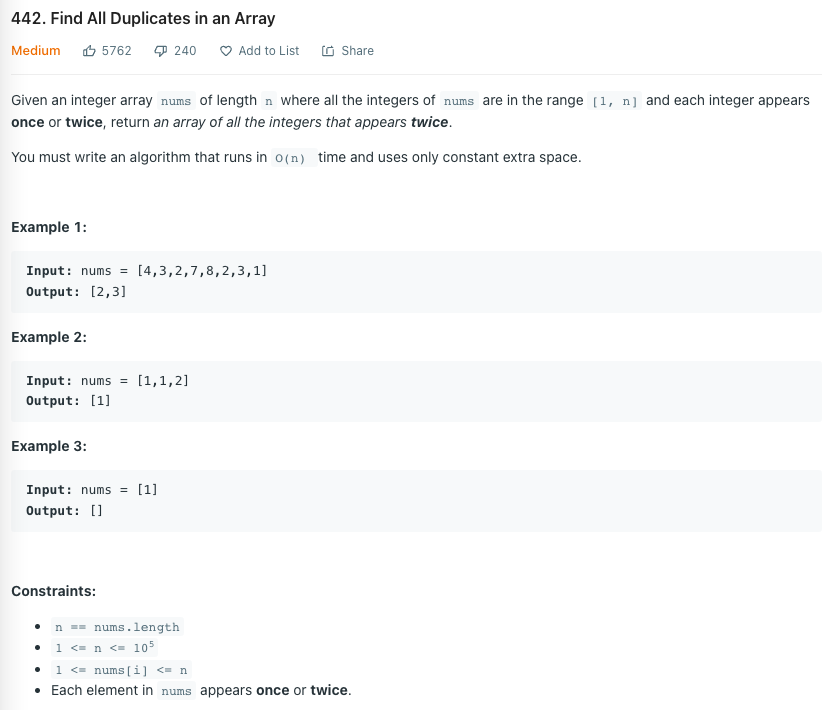 442. Find All Duplicates in an Array
Medium 5762 240 Add to List Share
Given an integer array nums of length n where all the integers of nums are in the range [1, n] and each integer appears
once or twice, return an array of all the integers that appears twice.
You must write an algorithm that runs in O(n) time and uses only constant extra space.
Example 1:
Input: nums = [4,3,2,7,8,2,3,1]
Output: [2,3]
Example 2:
Input: nums = [1,1,2]
Output: [1]
Example 3:
Input: nums = [1]
Output: []
Constraints:
• n == nums.length
• 1 <= n <= 10⁵
• 1 <= nums[i] <= n
• Each element in nums appears once or twice.